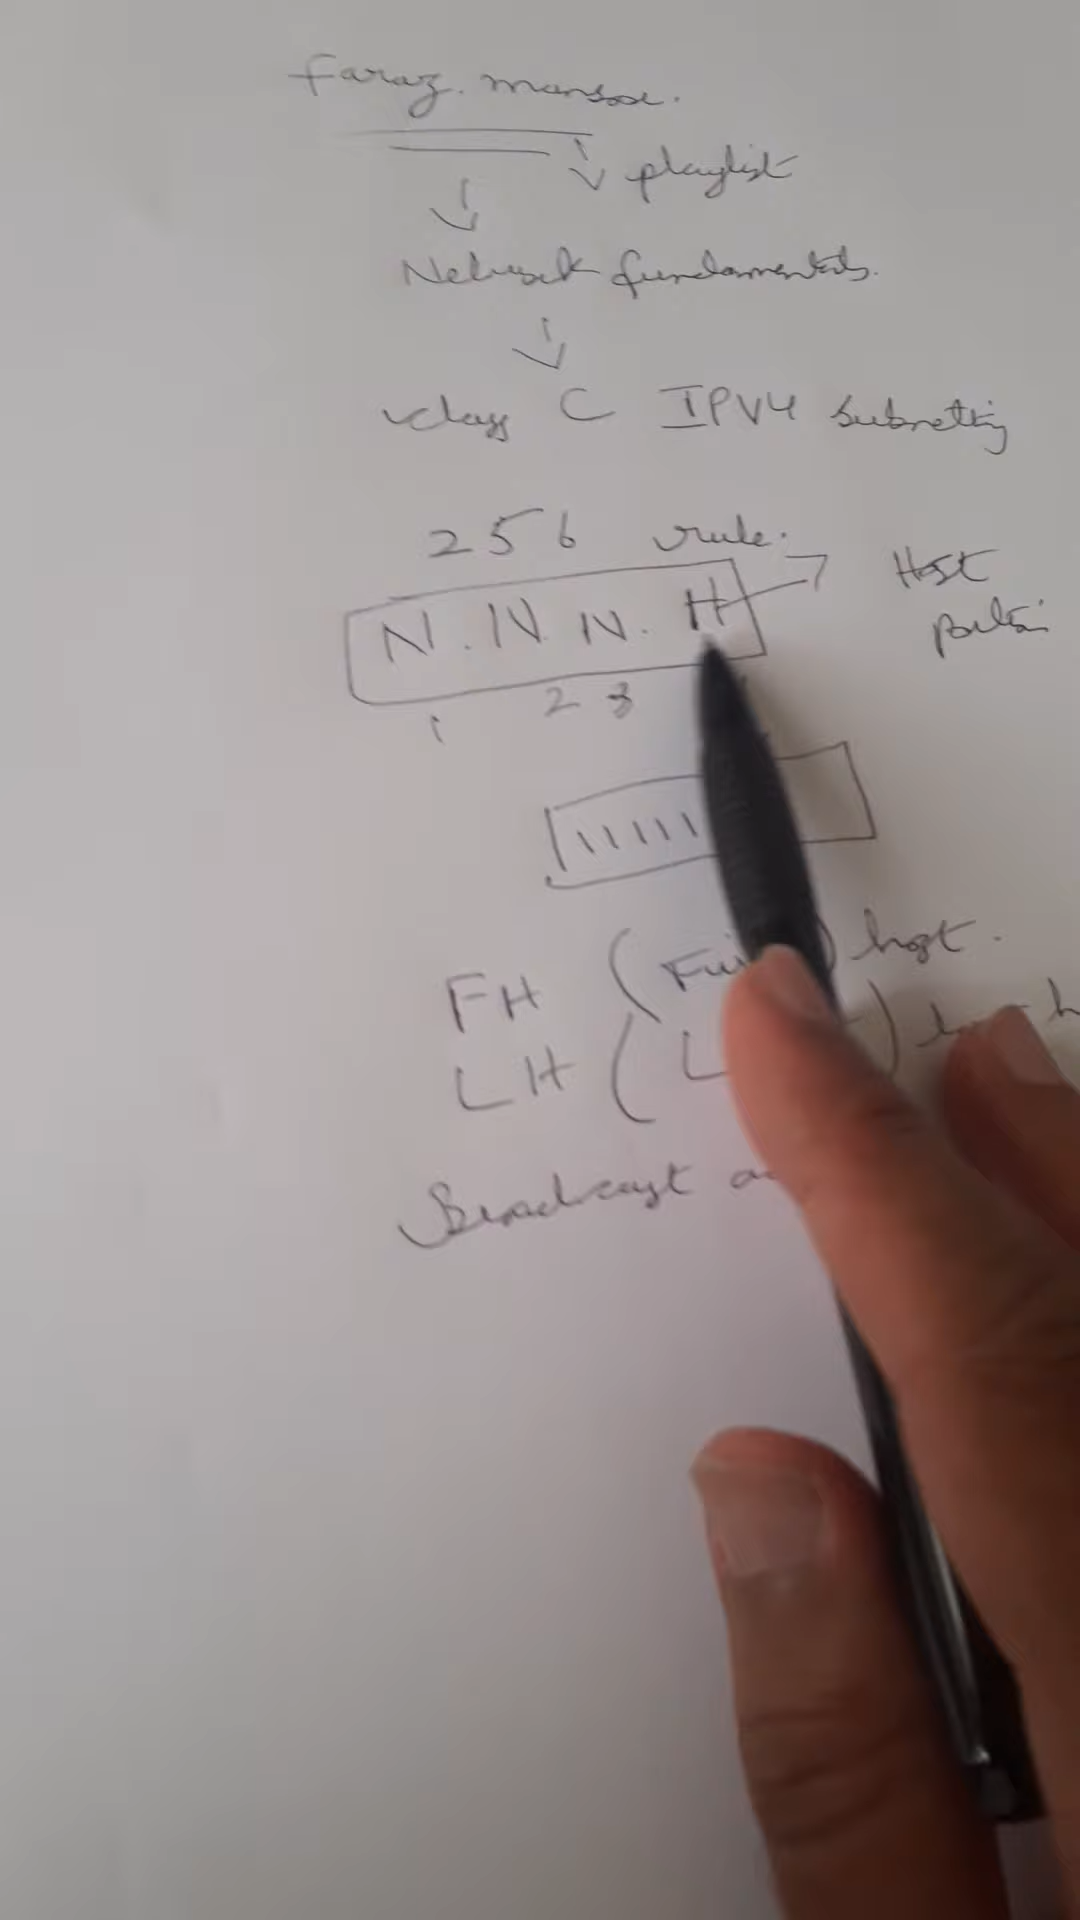 faraz. mansoor.
playlist
Network fundamentals.
class C IPV4 Subnetting
256 rule.
N. N. N. H
Host
portion
1 2 3
11111
FH ( ) host.
LH ( L )
Broadcast